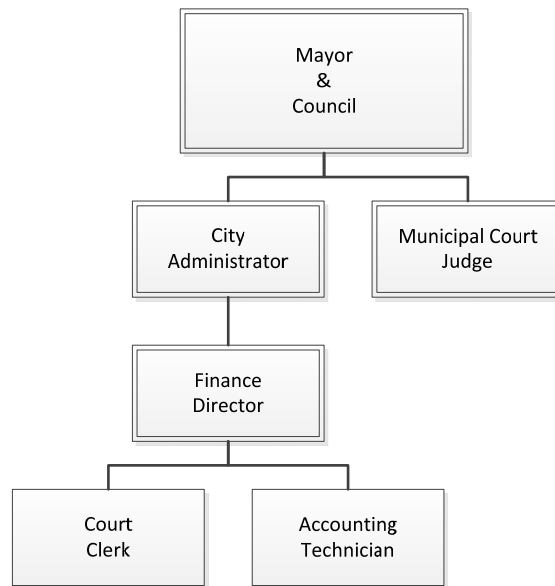 Mayor
&
Council
City
Administrator
Municipal Court
Judge
Finance
Director
Court
Clerk
Accounting
Technician